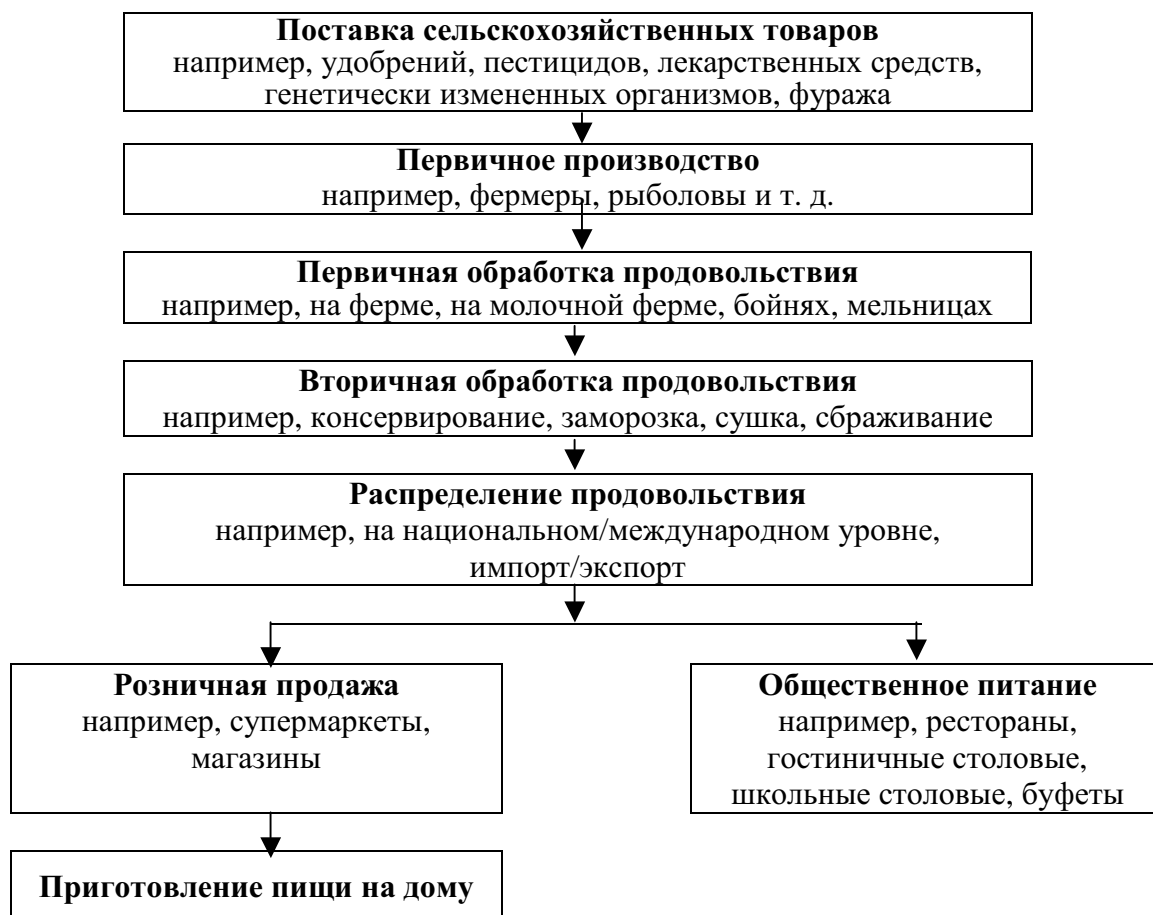 Поставка сельскохозяйственных товаров
например, удобрений, пестицидов, лекарственных средств,
генетически измененных организмов, фуража
Первичное производство
например, фермеры, рыболовы и т. д.
Первичная обработка продовольствия
например, на ферме, на молочной ферме, бойнях, мельницах
Вторичная обработка продовольствия
например, консервирование, заморозка, сушка, сбраживание
Распределение продовольствия
например, на национальном/международном уровне,
импорт/экспорт
Розничная продажа
например, супермаркеты,
магазины
Общественное питание
например, рестораны,
гостиничные столовые,
школьные столовые, буфеты
Приготовление пищи на дому